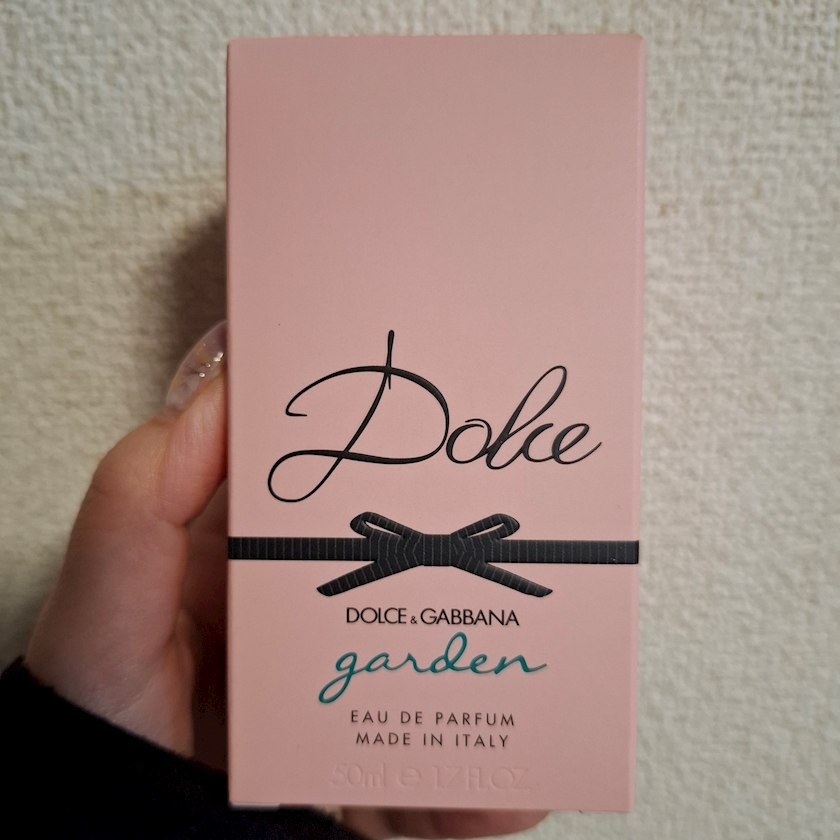 Dolce
DOLCE & GABBANA
garden
EAU DE PARFUM
MADE IN ITALY
50ml e 1.7 FL.OZ.